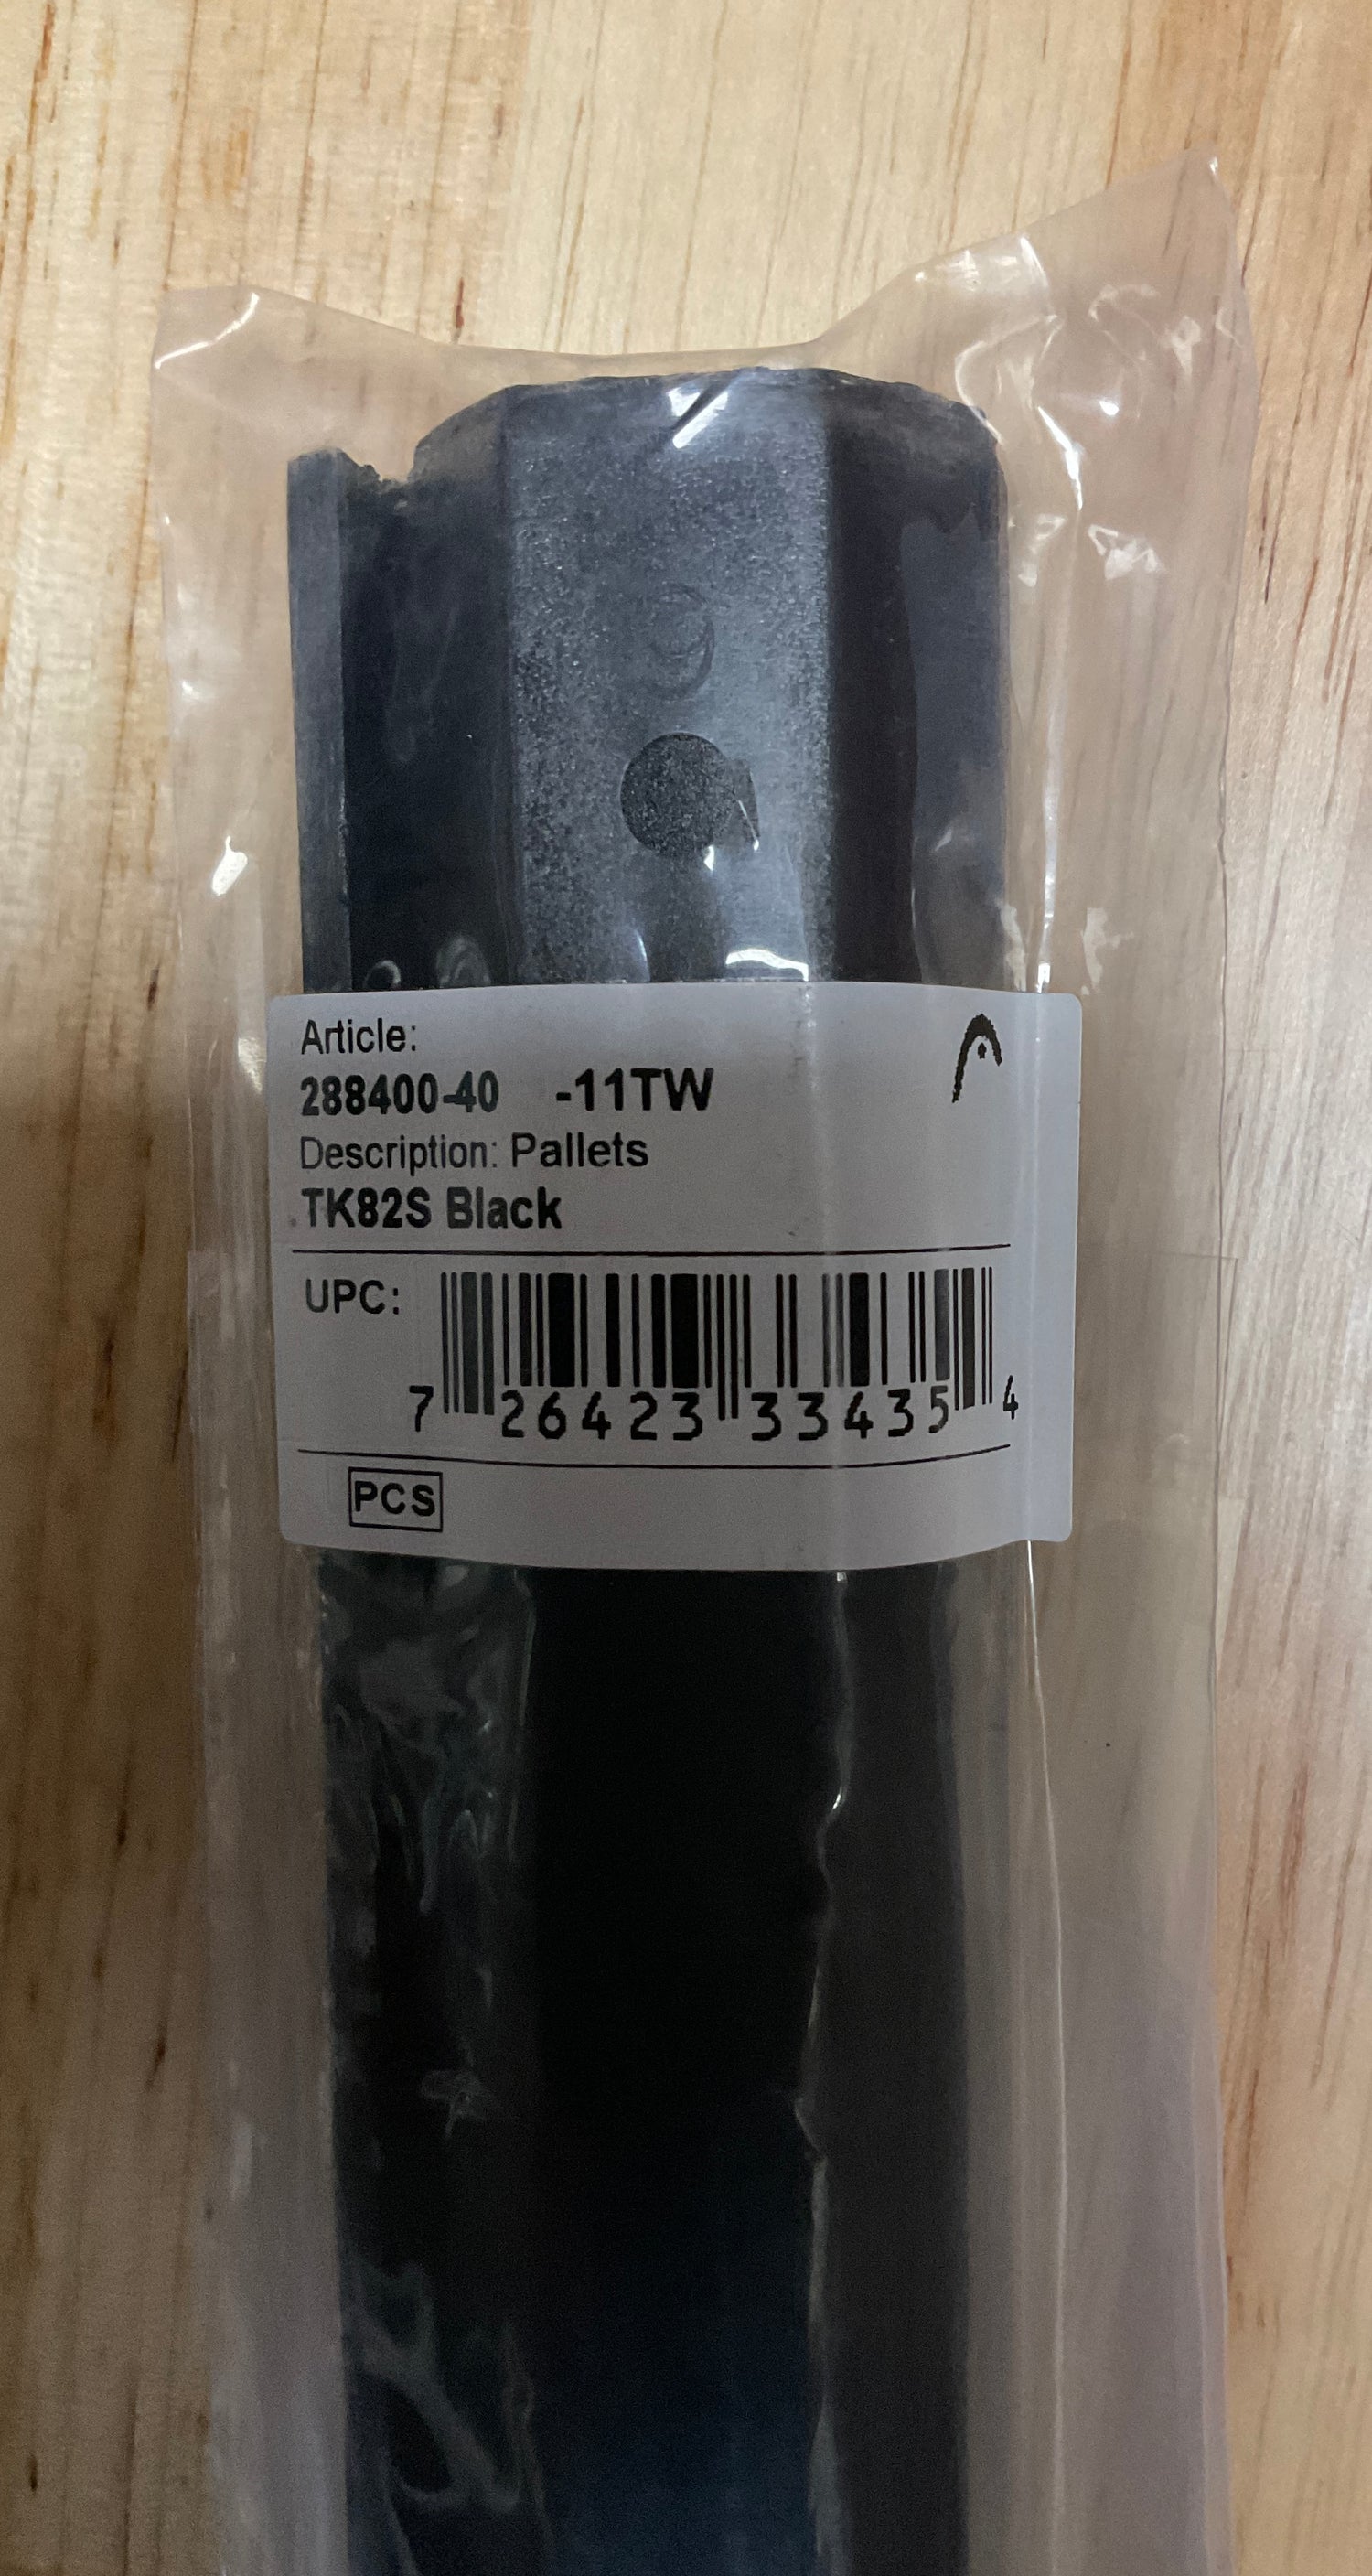 Article:
288400-40 -11TW
Description: Pallets
TK82S Black
UPC:
7 26423 33435 4
PCS